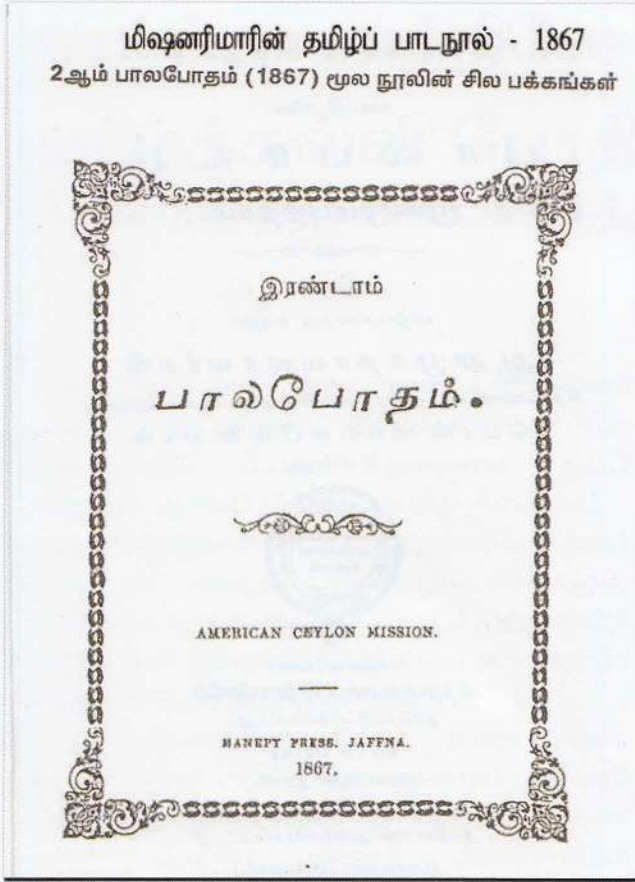 மிஷனரிமாரின் தமிழ்ப் பாடநூல் - 1867
2ஆம் பாலபோதம் (1867) மூல நூலின் சில பக்கங்கள்
இரண்டாம்
பாலபோதம்.
AMERICAN CEYLON MISSION.
MANEPY PRESS. JAFFNA.
1867.